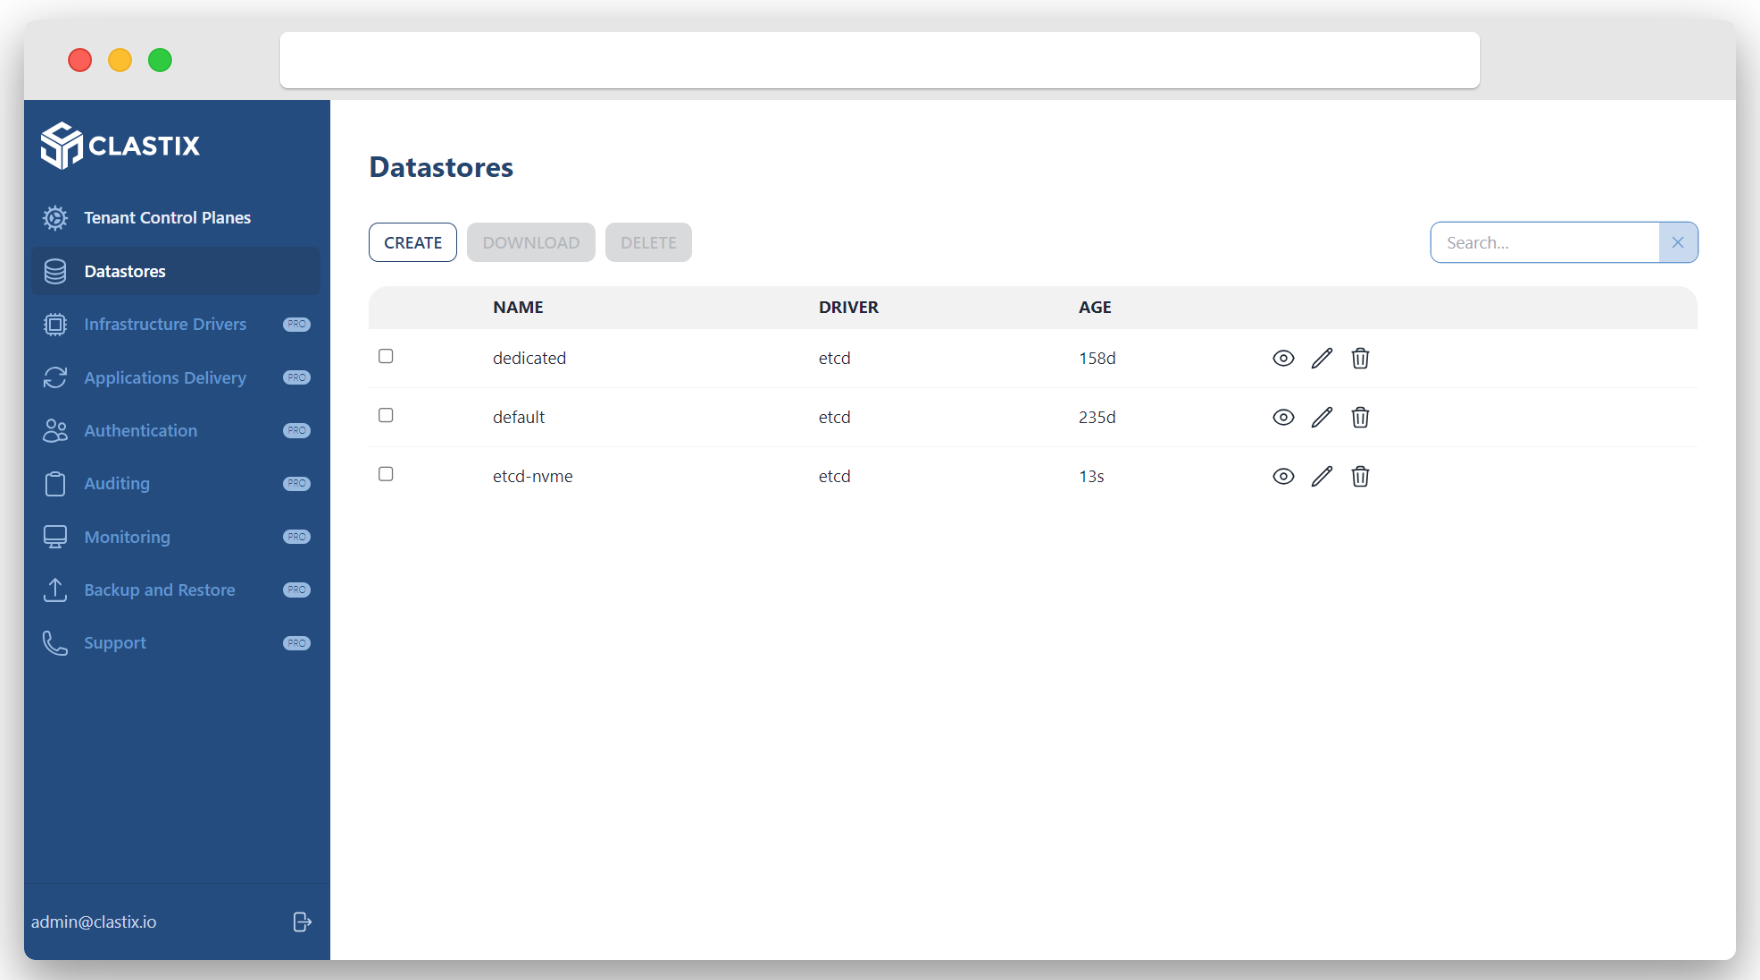 CLASTIX
Tenant Control Planes
Datastores
Infrastructure Drivers PRO
Applications Delivery PRO
Authentication PRO
Auditing PRO
Monitoring PRO
Backup and Restore PRO
Support PRO
admin@clastix.io
Datastores
CREATE DOWNLOAD DELETE Search...
NAME DRIVER AGE
dedicated etcd 158d
default etcd 235d
etcd-nvme etcd 13s